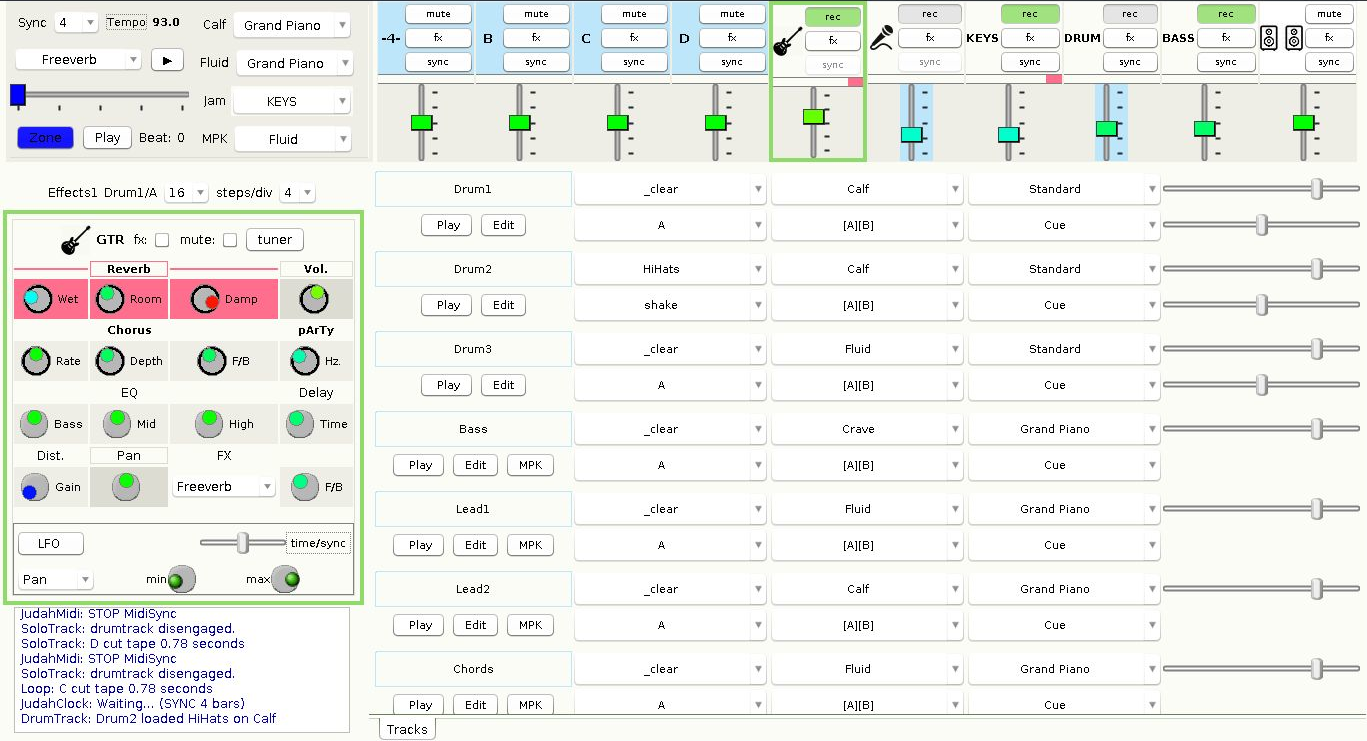 Sync 4 Tempo 93.0 Calf Grand Piano
Freeverb ▶ Fluid Grand Piano
Jam KEYS
Zone Play Beat: 0 MPK Fluid
mute mute mute mute rec rec rec rec rec mute
-4- fx B fx C fx D fx fx fx KEYS fx DRUM fx BASS fx fx
sync sync sync sync sync sync sync sync sync sync
Effects1 Drum1/A 16 steps/div 4
GTR fx: mute: tuner
Reverb Vol.
Wet Room Damp
Chorus pArTy
Rate Depth F/B Hz.
EQ Delay
Bass Mid High Time
Dist. Pan FX
Gain Freeverb F/B
LFO time/sync
Pan min max
JudahMidi: STOP MidiSync
SoloTrack: drumtrack disengaged.
SoloTrack: D cut tape 0.78 seconds
JudahMidi: STOP MidiSync
SoloTrack: drumtrack disengaged.
Loop: C cut tape 0.78 seconds
JudahClock: Waiting... (SYNC 4 bars)
DrumTrack: Drum2 loaded HiHats on Calf
Drum1 _clear Calf Standard
Play Edit A [A][B] Cue
Drum2 HiHats Calf Standard
Play Edit shake [A][B] Cue
Drum3 _clear Fluid Standard
Play Edit A [A][B] Cue
Bass _clear Crave Grand Piano
Play Edit MPK A [A][B] Cue
Lead1 _clear Fluid Grand Piano
Play Edit MPK A [A][B] Cue
Lead2 _clear Calf Grand Piano
Play Edit MPK A [A][B] Cue
Chords _clear Fluid Grand Piano
Play Edit MPK A [A][B] Cue
Tracks